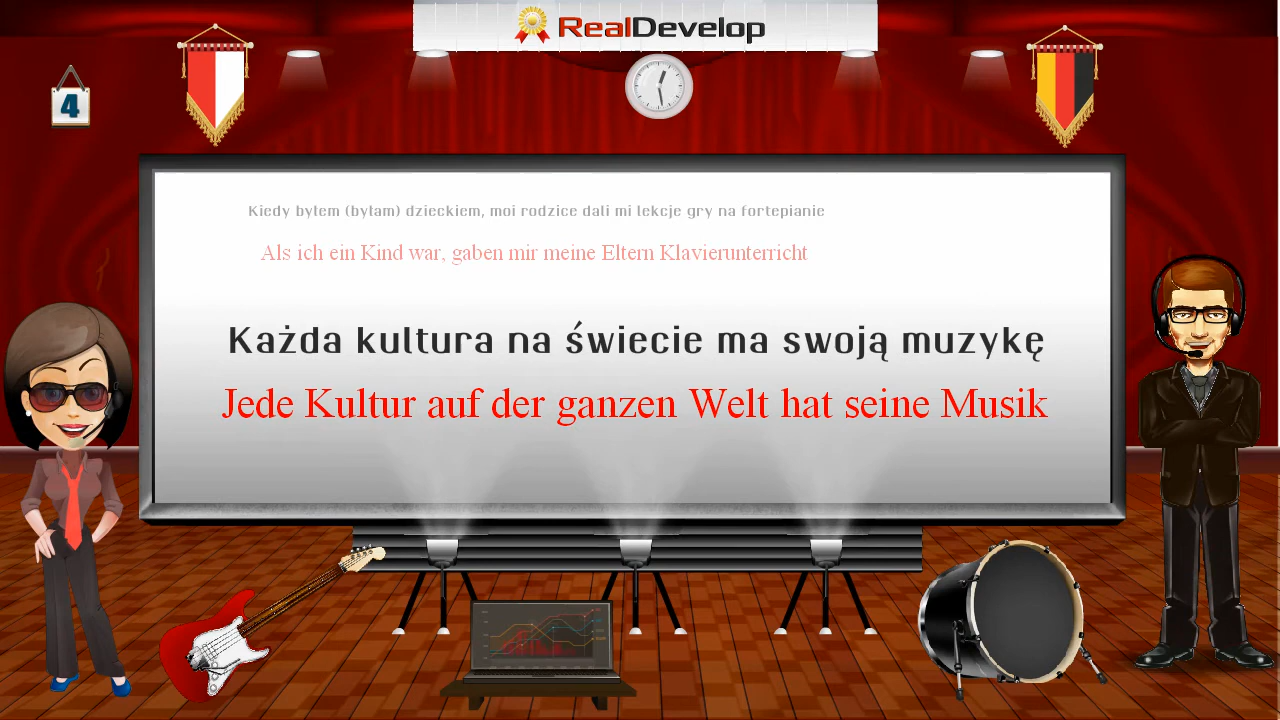 RealDevelop
4
Kiedy byłem (byłam) dzieckiem, moi rodzice dali mi lekcje gry na fortepianie
Als ich ein Kind war, gaben mir meine Eltern Klavierunterricht
Każda kultura na świecie ma swoją muzykę
Jede Kultur auf der ganzen Welt hat seine Musik